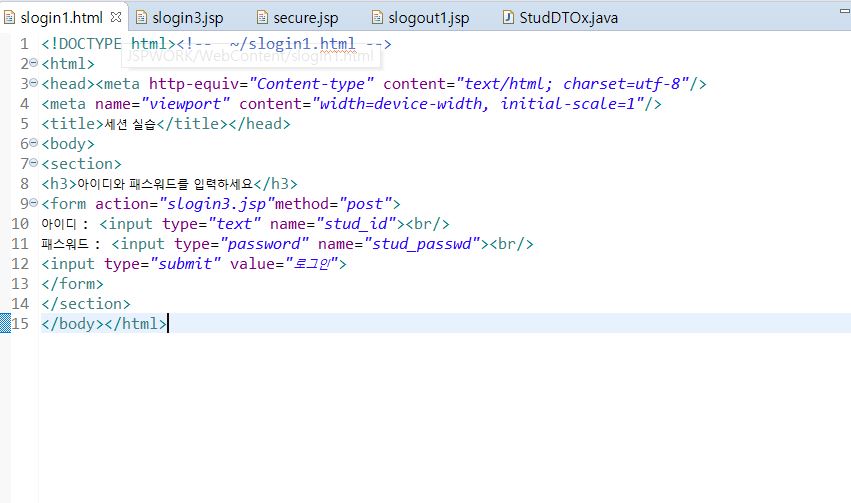 slogin1.html slogin3.jsp secure.jsp slogout1.jsp StudDTOx.java
1 <!DOCTYPE html><!--  ~/slogin1.html -->
JSPWORK/WebContent/slogin1.html
2 <html>
3 <head><meta http-equiv="Content-type" content="text/html; charset=utf-8"/>
4 <meta name="viewport" content="width=device-width, initial-scale=1"/>
5 <title>세션 실습</title></head>
6 <body>
7 <section>
8 <h3>아이디와 패스워드를 입력하세요</h3>
9 <form action="slogin3.jsp"method="post">
10 아이디 : <input type="text" name="stud_id"><br/>
11 패스워드 : <input type="password" name="stud_passwd"><br/>
12 <input type="submit" value="로그인">
13 </form>
14 </section>
15 </body></html>